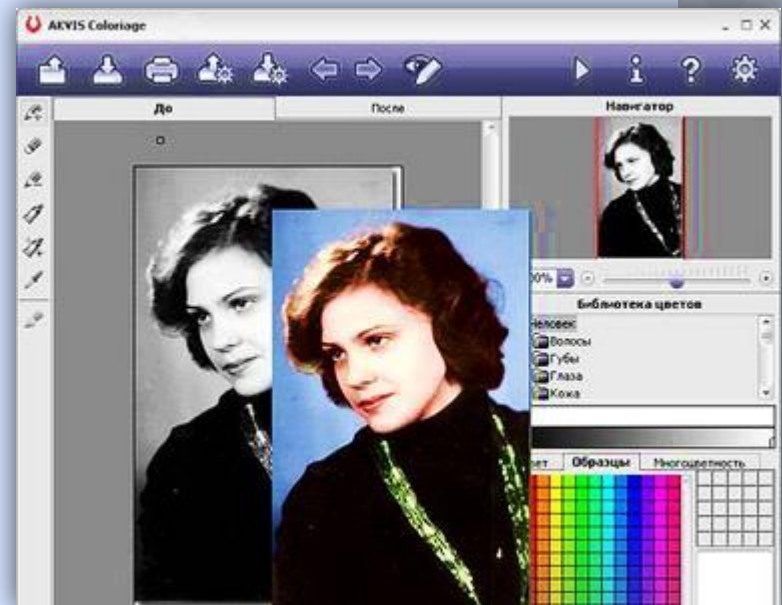 AKVIS Coloriage
До
После
Навигатор
Библиотека цветов
Человек
Волосы
Губы
Глаза
Кожа
Образцы
Многоцветность